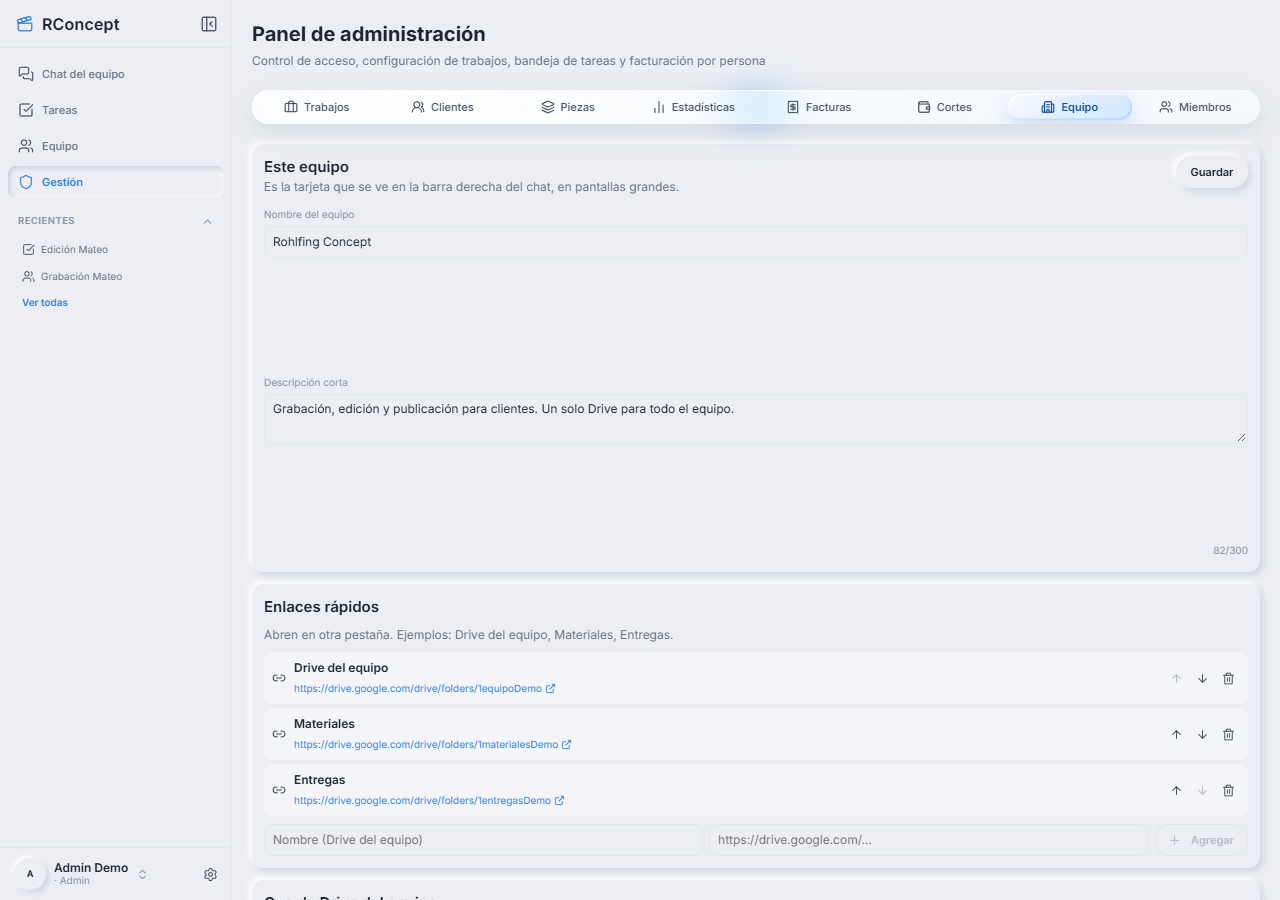 RConcept
Chat del equipo
Tareas
Equipo
Gestión
RECIENTES
Edición Mateo
Grabación Mateo
Ver todas
A
Admin Demo
· Admin
Panel de administración
Control de acceso, configuración de trabajos, bandeja de tareas y facturación por persona
Trabajos
Clientes
Piezas
Estadísticas
Facturas
Cortes
Equipo
Miembros
Este equipo
Es la tarjeta que se ve en la barra derecha del chat, en pantallas grandes.
Guardar
Nombre del equipo
Rohlfing Concept
Descripción corta
Grabación, edición y publicación para clientes. Un solo Drive para todo el equipo.
82/300
Enlaces rápidos
Abren en otra pestaña. Ejemplos: Drive del equipo, Materiales, Entregas.
Drive del equipo
https://drive.google.com/drive/folders/1equipoDemo
Materiales
https://drive.google.com/drive/folders/1materialesDemo
Entregas
https://drive.google.com/drive/folders/1entregasDemo
Nombre (Drive del equipo)
https://drive.google.com/...
Agregar